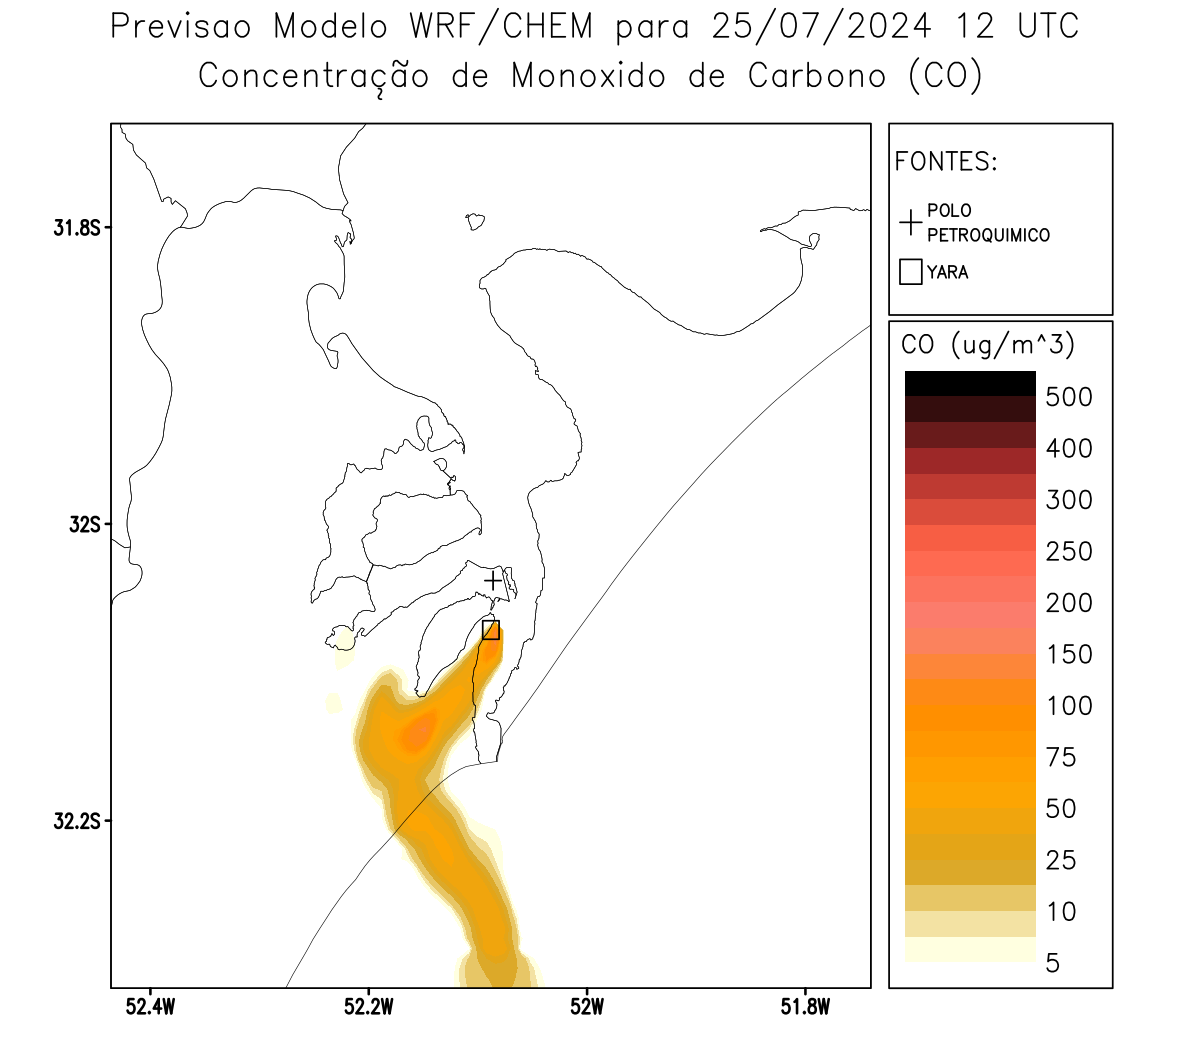 Previsao Modelo WRF/CHEM para 25/07/2024 12 UTC
Concentração de Monoxido de Carbono (CO)
FONTES:
POLO
PETROQUIMICO
YARA
CO (ug/m^3)
500
400
300
250
200
150
100
75
50
25
10
5
31.8S
32S
32.2S
52.4W
52.2W
52W
51.8W